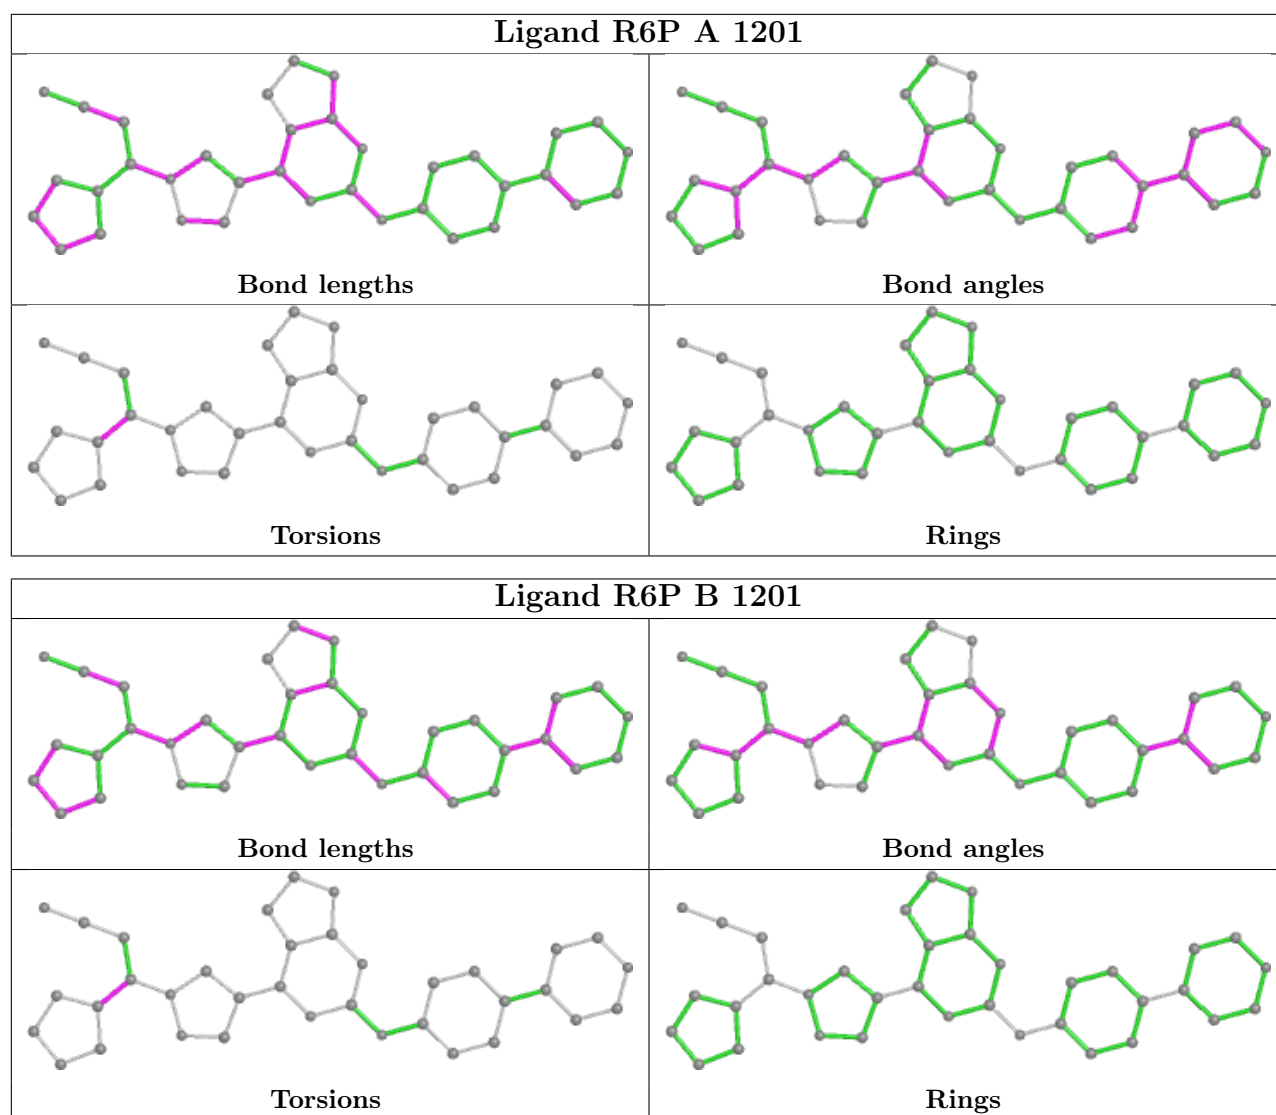 Ligand R6P A 1201
Bond lengths
Bond angles
Torsions
Rings
Ligand R6P B 1201
Bond lengths
Bond angles
Torsions
Rings